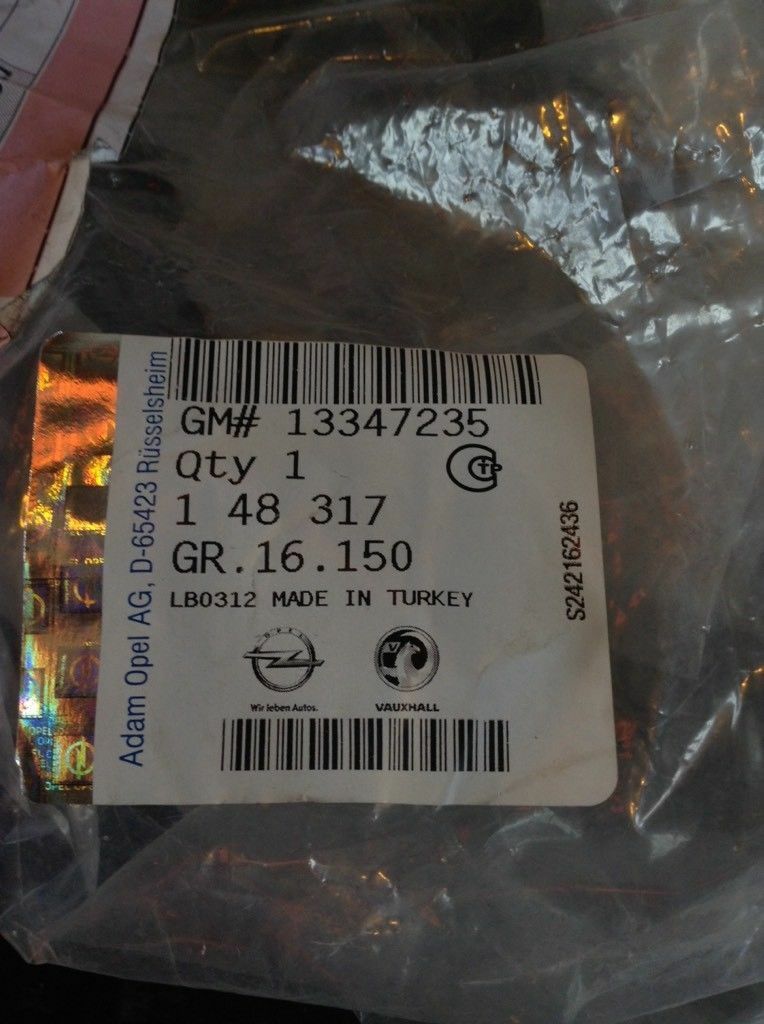 GM# 13347235
Qty 1
1 48 317
GR.16.150
LB0312 MADE IN TURKEY
OPEL
Wir leben Autos.
VAUXHALL
Adam Opel AG, D-65423 Rüsselsheim
S242162436